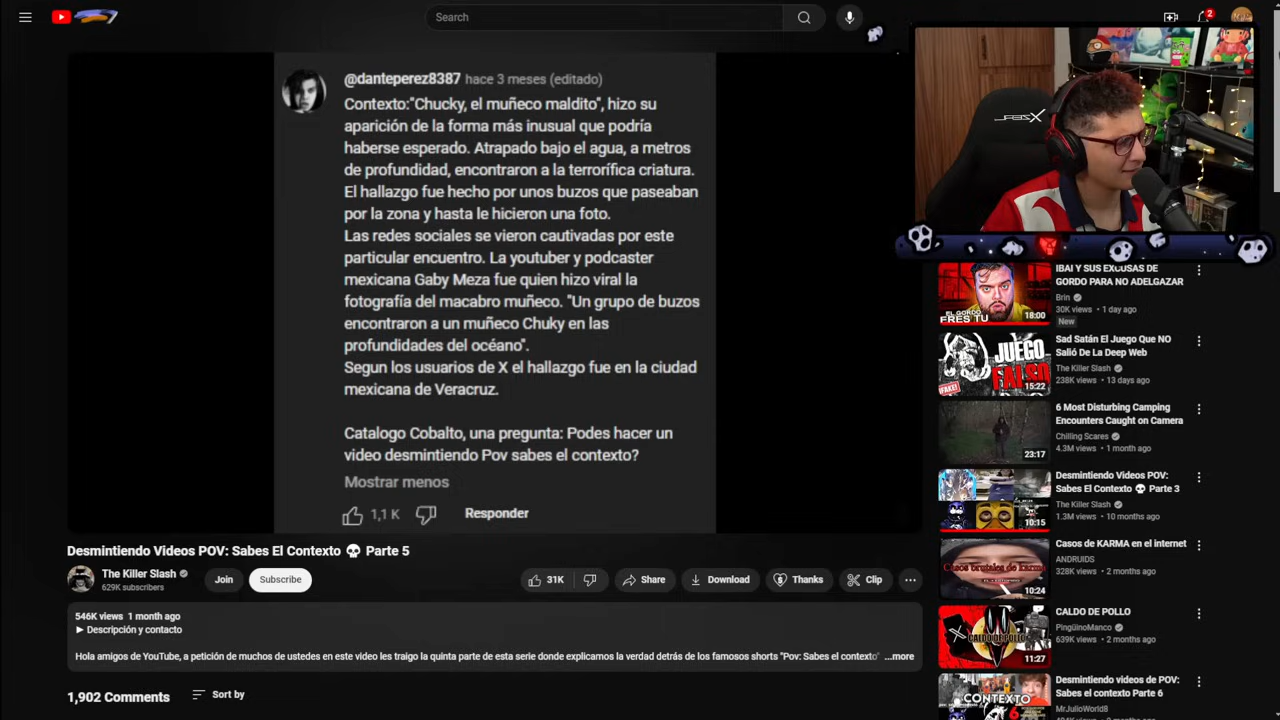 Search
2
@danteperez8387 hace 3 meses (editado)
Contexto:"Chucky, el muñeco maldito", hizo su
aparición de la forma más inusual que podría
haberse esperado. Atrapado bajo el agua, a metros
de profundidad, encontraron a la terrorífica criatura.
El hallazgo fue hecho por unos buzos que paseaban
por la zona y hasta le hicieron una foto.
Las redes sociales se vieron cautivadas por este
particular encuentro. La youtuber y podcaster
mexicana Gaby Meza fue quien hizo viral la
fotografía del macabro muñeco. "Un grupo de buzos
encontraron a un muñeco Chuky en las
profundidades del océano".
Segun los usuarios de X el hallazgo fue en la ciudad
mexicana de Veracruz.
Catalogo Cobalto, una pregunta: Podes hacer un
video desmintiendo Pov sabes el contexto?
Mostrar menos
1,1 K
Responder
Desmintiendo Videos POV: Sabes El Contexto 💀 Parte 5
The Killer Slash
629K subscribers
Join
Subscribe
31K
Share
Download
Thanks
Clip
546K views 1 month ago
► Descripción y contacto
Hola amigos de YouTube, a petición de muchos de ustedes en este video les traigo la quinta parte de esta serie donde explicamos la verdad detrás de los famosos shorts "Pov: Sabes el contexto" ...more
1,902 Comments
Sort by
EL GORDO
ERES TU
18:00
IBAI Y SUS EXCUSAS DE
GORDO PARA NO ADELGAZAR
Brin
30K views • 1 day ago
New
JUEGO
FALSO
FAKE!
15:22
Sad Satán El Juego Que NO
Salió De La Deep Web
The Killer Slash
238K views • 13 days ago
23:17
6 Most Disturbing Camping
Encounters Caught on Camera
Chilling Scares
4.3M views • 1 month ago
10:15
Desmintiendo Videos POV:
Sabes El Contexto 💀 Parte 3
The Killer Slash
1.3M views • 10 months ago
Casos brutales de Karma
10:24
Casos de KARMA en el internet
ANDRUIDS
328K views • 2 months ago
CALDO DE POLLO
11:27
CALDO DE POLLO
PingüinoManco
639K views • 2 months ago
CONTEXTO
Desmintiendo videos de POV:
Sabes el contexto Parte 6
MrJulioWorld8